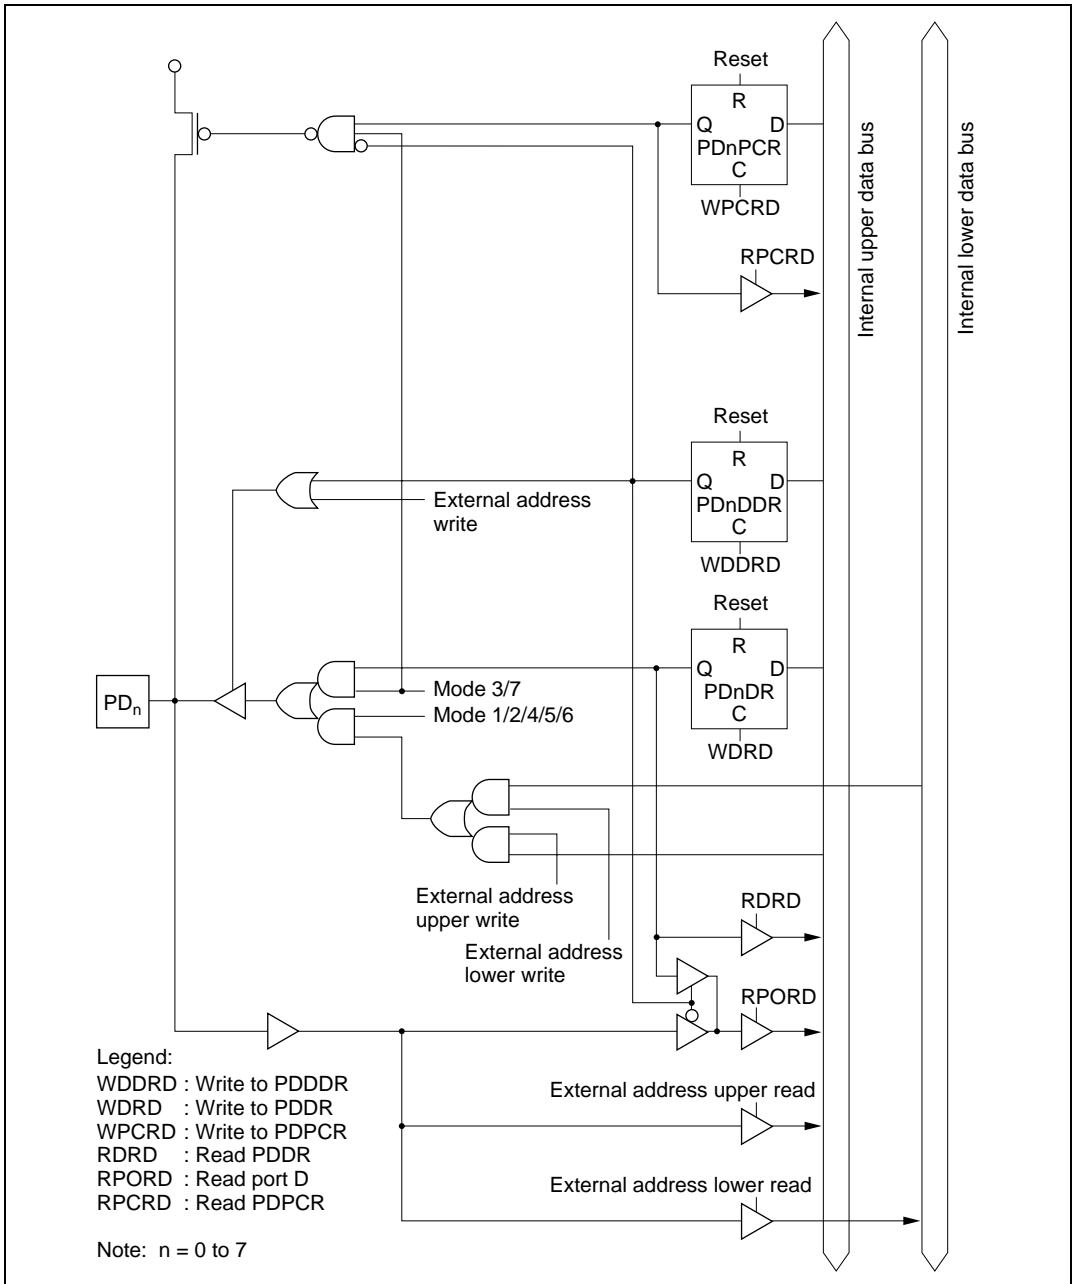 Reset
R
Q D
PDnPCR
C
WPCRD
RPCRD
Internal upper data bus
Internal lower data bus
Reset
R
Q D
PDnDDR
C
WDDRD
External address
write
Reset
R
Q D
PDnDR
C
WDRD
PDn
Mode 3/7
Mode 1/2/4/5/6
External address
upper write
External address
lower write
RDRD
RPORD
External address upper read
External address lower read
Legend:
WDDRD : Write to PDDDR
WDRD : Write to PDDR
WPCRD : Write to PDPCR
RDRD : Read PDDR
RPORD : Read port D
RPCRD : Read PDPCR
Note: n = 0 to 7